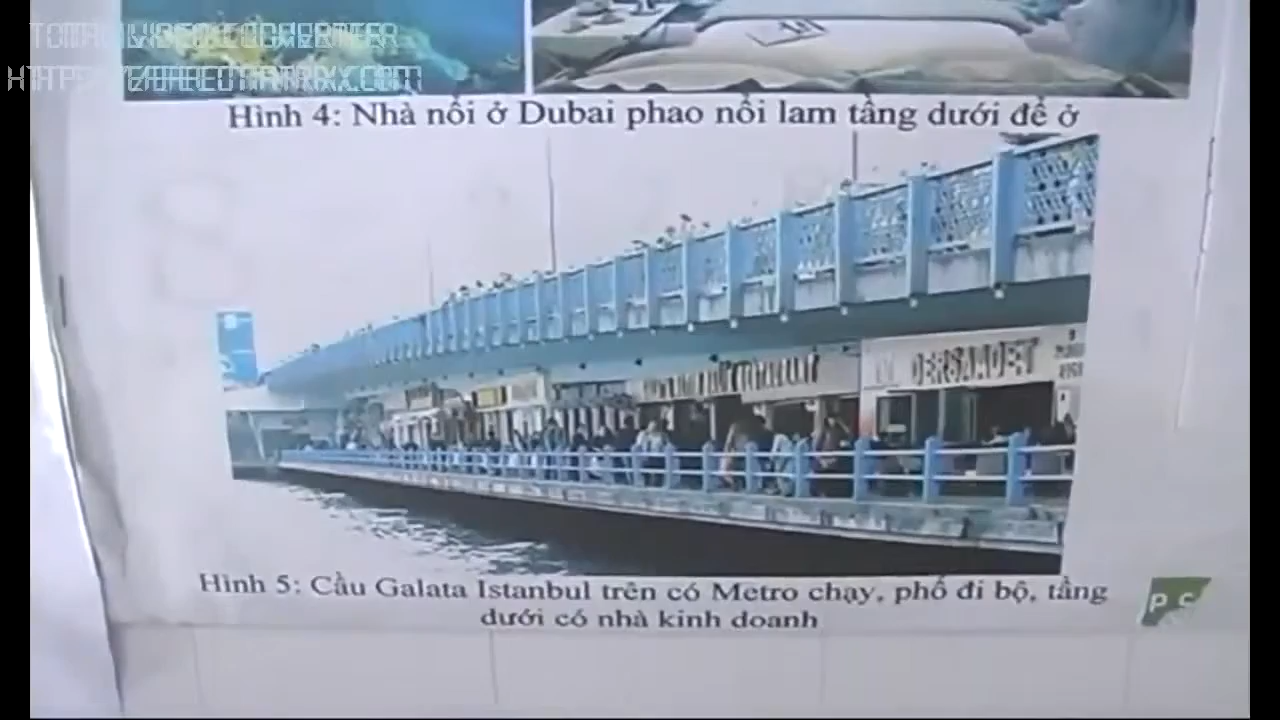 Hình 4: Nhà nổi ở Dubai phao nổi lam tầng dưới để ở
DERSAADET
Hình 5: Cầu Galata Istanbul trên có Metro chạy, phố đi bộ, tầng
dưới có nhà kinh doanh